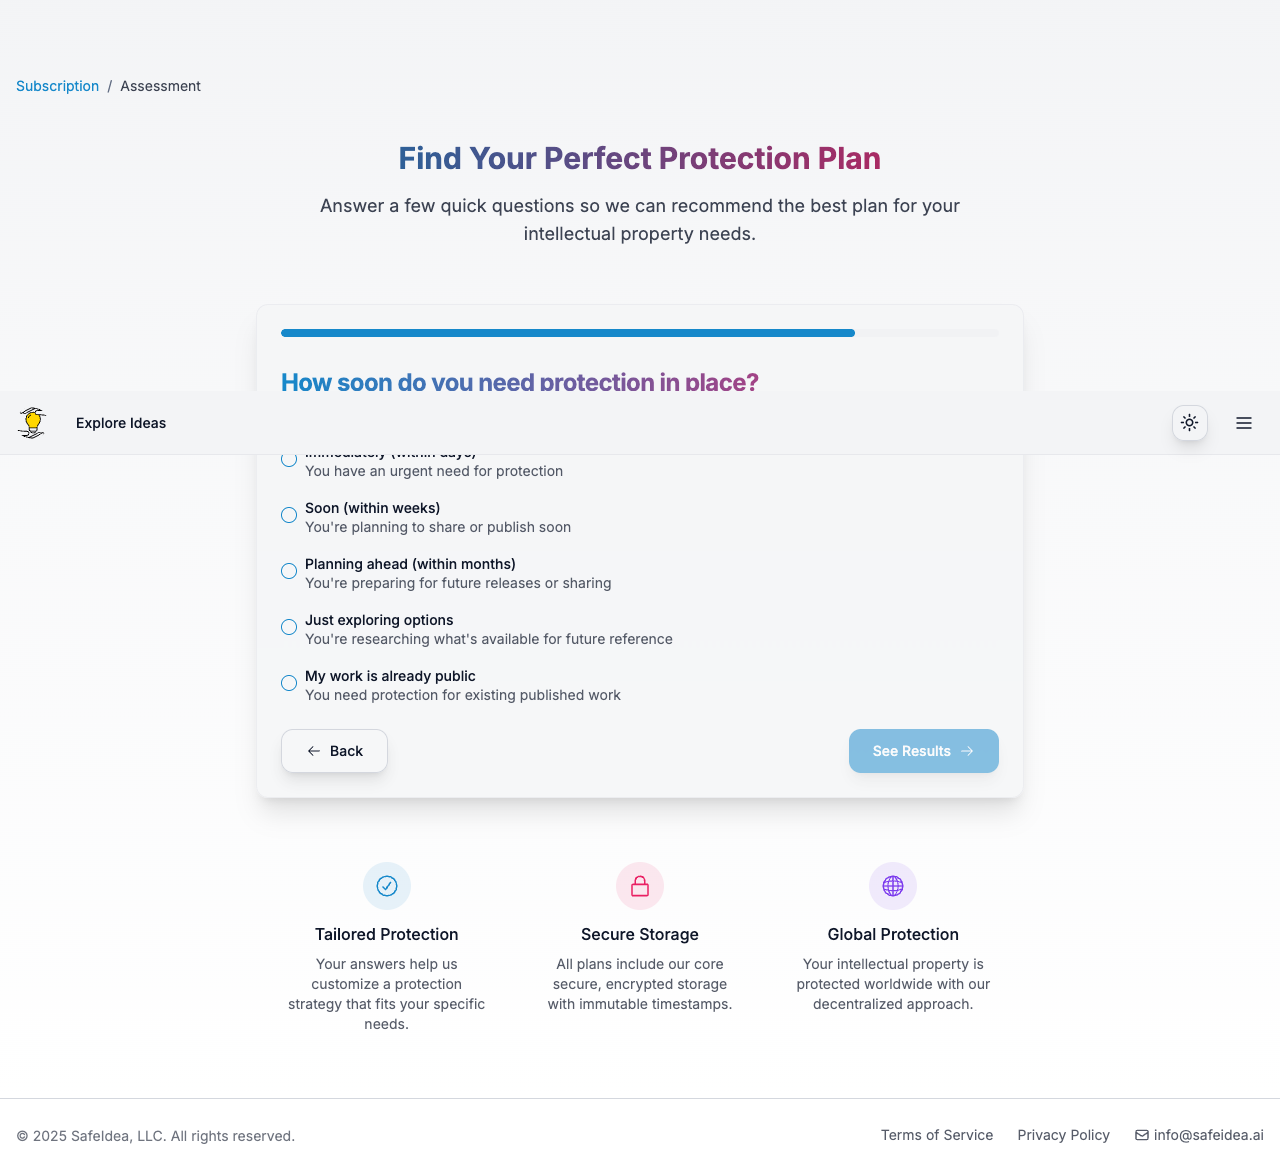 Subscription / Assessment
Find Your Perfect Protection Plan
Answer a few quick questions so we can recommend the best plan for your
intellectual property needs.
How soon do you need protection in place?
Explore Ideas
Immediately (within days)
You have an urgent need for protection
Soon (within weeks)
You're planning to share or publish soon
Planning ahead (within months)
You're preparing for future releases or sharing
Just exploring options
You're researching what's available for future reference
My work is already public
You need protection for existing published work
Back
See Results
Tailored Protection
Your answers help us
customize a protection
strategy that fits your specific
needs.
Secure Storage
All plans include our core
secure, encrypted storage
with immutable timestamps.
Global Protection
Your intellectual property is
protected worldwide with our
decentralized approach.
© 2025 SafeIdea, LLC. All rights reserved.
Terms of Service
Privacy Policy
info@safeidea.ai